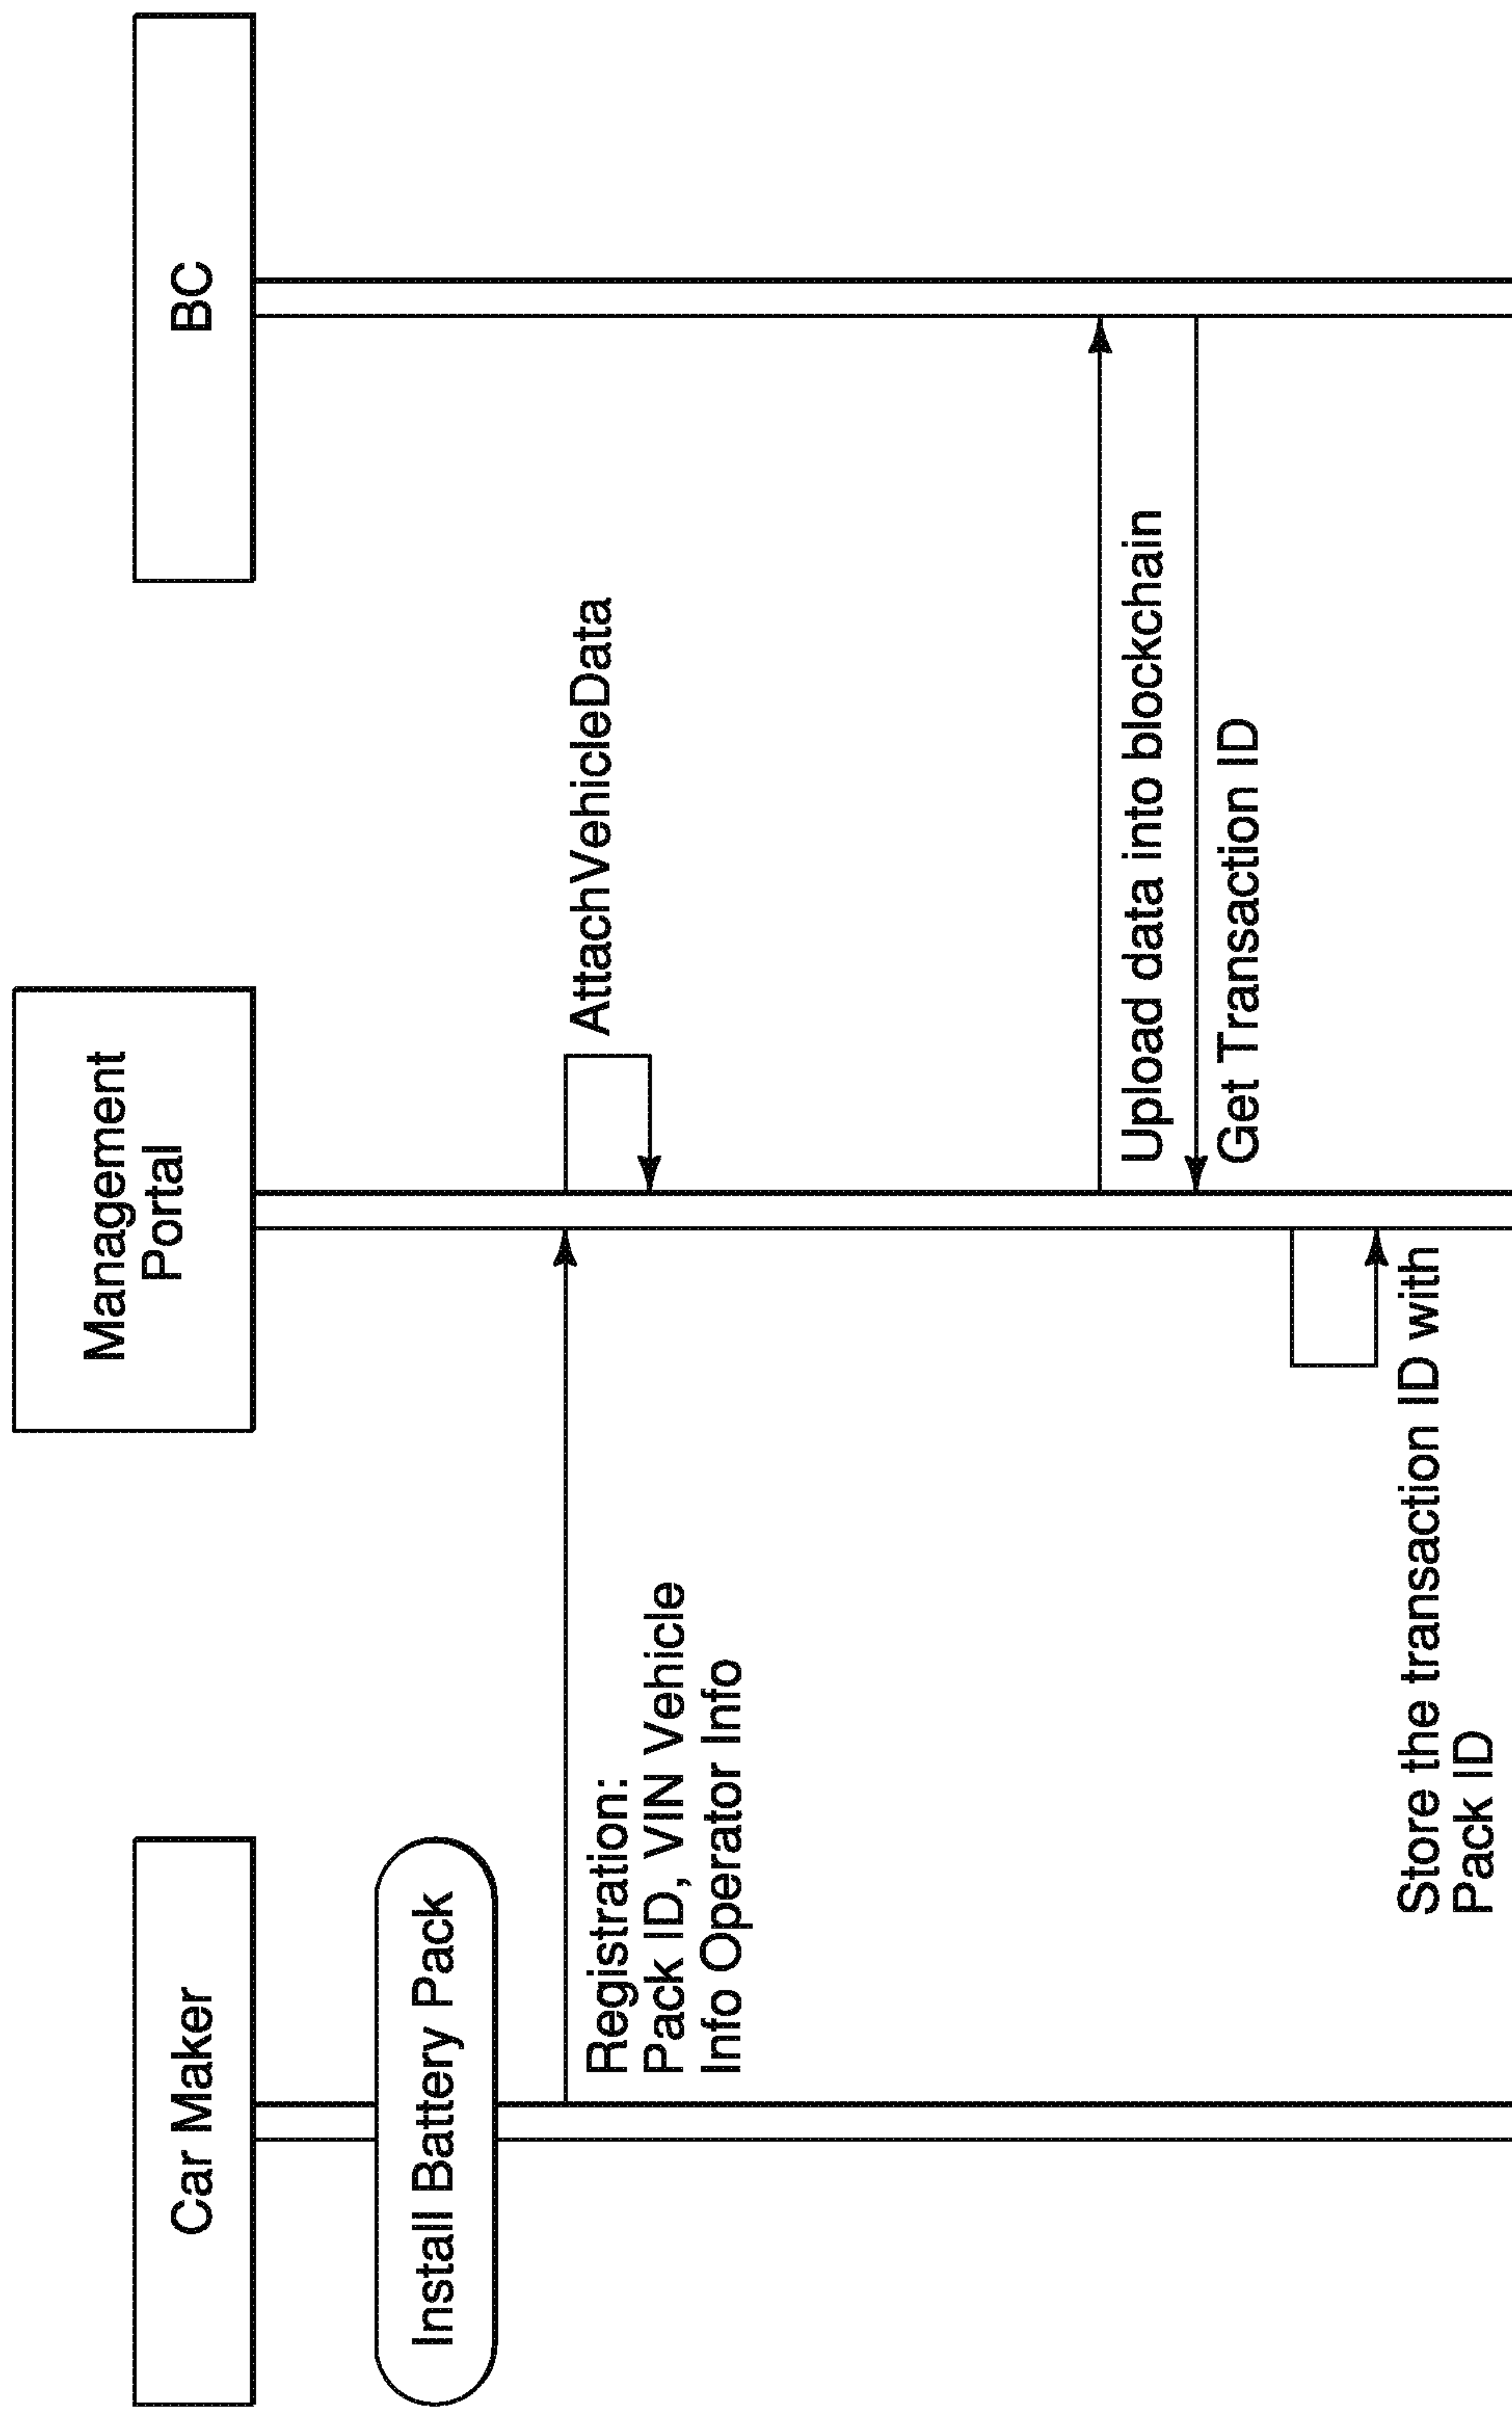 Car Maker
Management
Portal
BC
Install Battery Pack
Registration:
Pack ID, VIN Vehicle
Info Operator Info
AttachVehicleData
Upload data into blockchain
Get Transaction ID
Store the transaction ID with
Pack ID